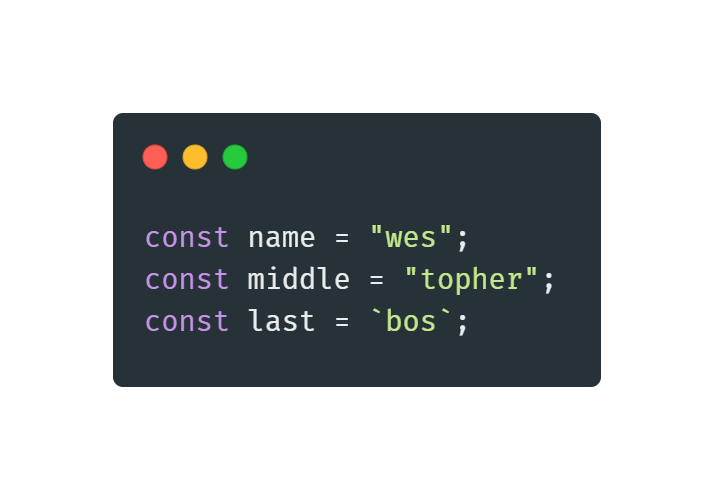 const name = "wes";
const middle = "topher";
const last = `bos`;